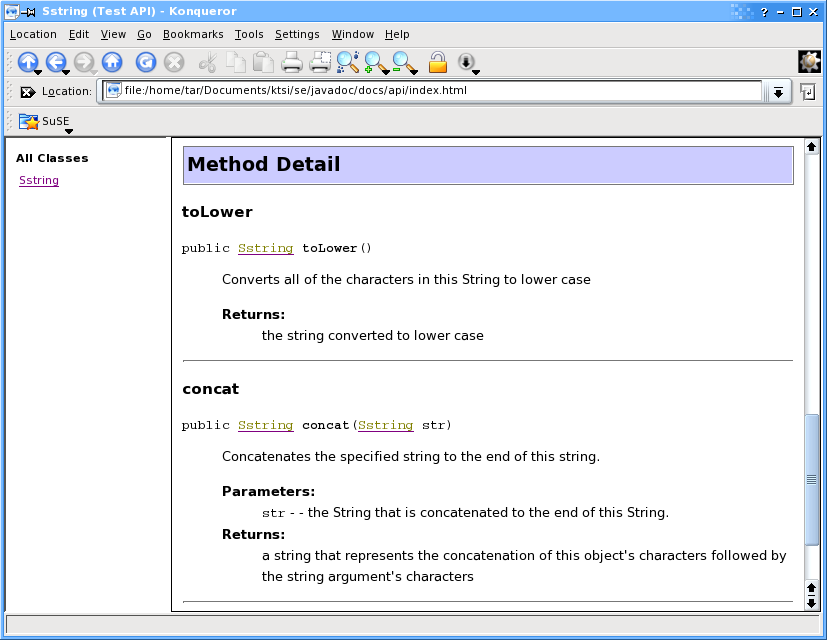 Sstring (Test API) - Konqueror
Location Edit View Go Bookmarks Tools Settings Window Help
Location: file:/home/tar/Documents/ktsi/se/javadoc/docs/api/index.html
SuSE
All Classes
Sstring
Method Detail
toLower
public Sstring toLower()
Converts all of the characters in this String to lower case
Returns:
the string converted to lower case
concat
public Sstring concat(Sstring str)
Concatenates the specified string to the end of this string.
Parameters:
str - - the String that is concatenated to the end of this String.
Returns:
a string that represents the concatenation of this object's characters followed by
the string argument's characters